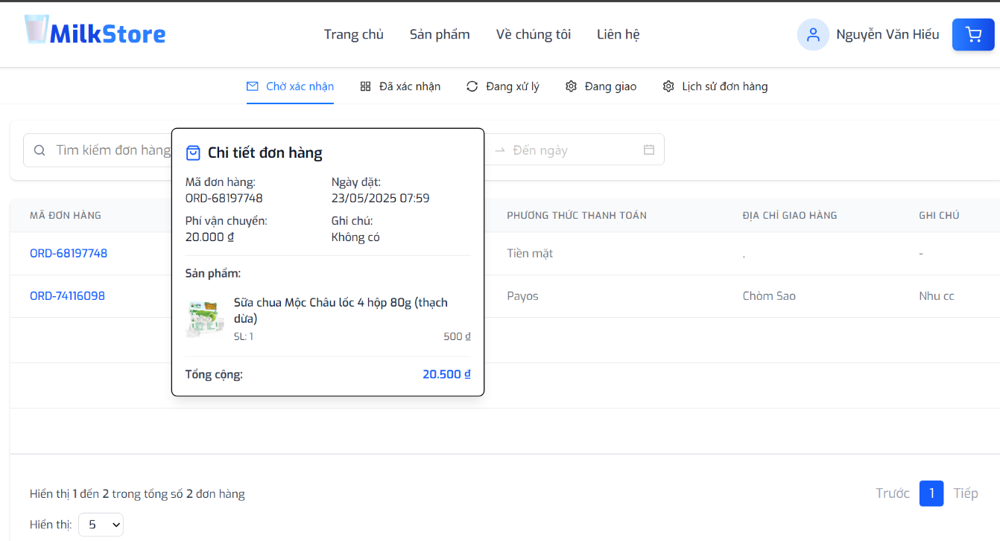 MilkStore
Trang chủ
Sản phẩm
Về chúng tôi
Liên hệ
Nguyễn Văn Hiếu
Chờ xác nhận
Đã xác nhận
Đang xử lý
Đang giao
Lịch sử đơn hàng
Tìm kiếm đơn hàng
Đến ngày
Chi tiết đơn hàng
Mã đơn hàng:
ORD-68197748
Ngày đặt:
23/05/2025 07:59
Phí vận chuyển:
20.000 ₫
Ghi chú:
Không có
Sản phẩm:
Sữa chua Mộc Châu lốc 4 hộp 80g (thạch
dừa)
SL: 1
500 ₫
Tổng cộng:
20.500 ₫
MÃ ĐƠN HÀNG
PHƯƠNG THỨC THANH TOÁN
ĐỊA CHỈ GIAO HÀNG
GHI CHÚ
ORD-68197748
Tiền mặt
,
-
ORD-74116098
Payos
Chòm Sao
Nhu cc
Hiển thị 1 đến 2 trong tổng số 2 đơn hàng
Trước
1
Tiếp
Hiển thị:
5